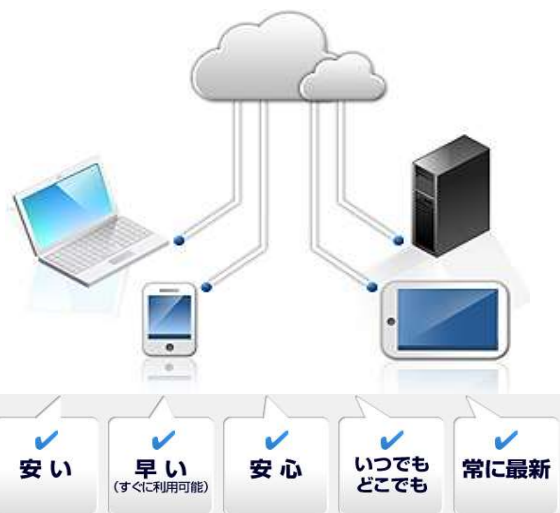 安い
早い
(すぐに利用可能)
安心
いつでも
どこでも
常に最新